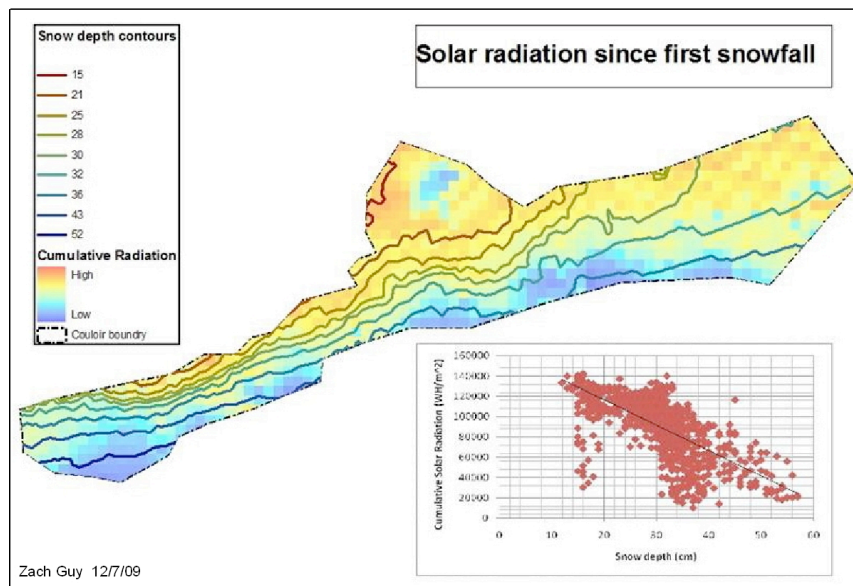 Solar radiation since first snowfall
Snow depth contours
15
21
25
28
30
32
36
43
52
Cumulative Radiation
High
Low
Couloir boundry
160000
140000
120000
100000
80000
60000
40000
20000
0
Cumulative Solar Radiation (WH/m^2)
0
10
20
30
40
50
60
Snow depth (cm)
Zach Guy 12/7/09